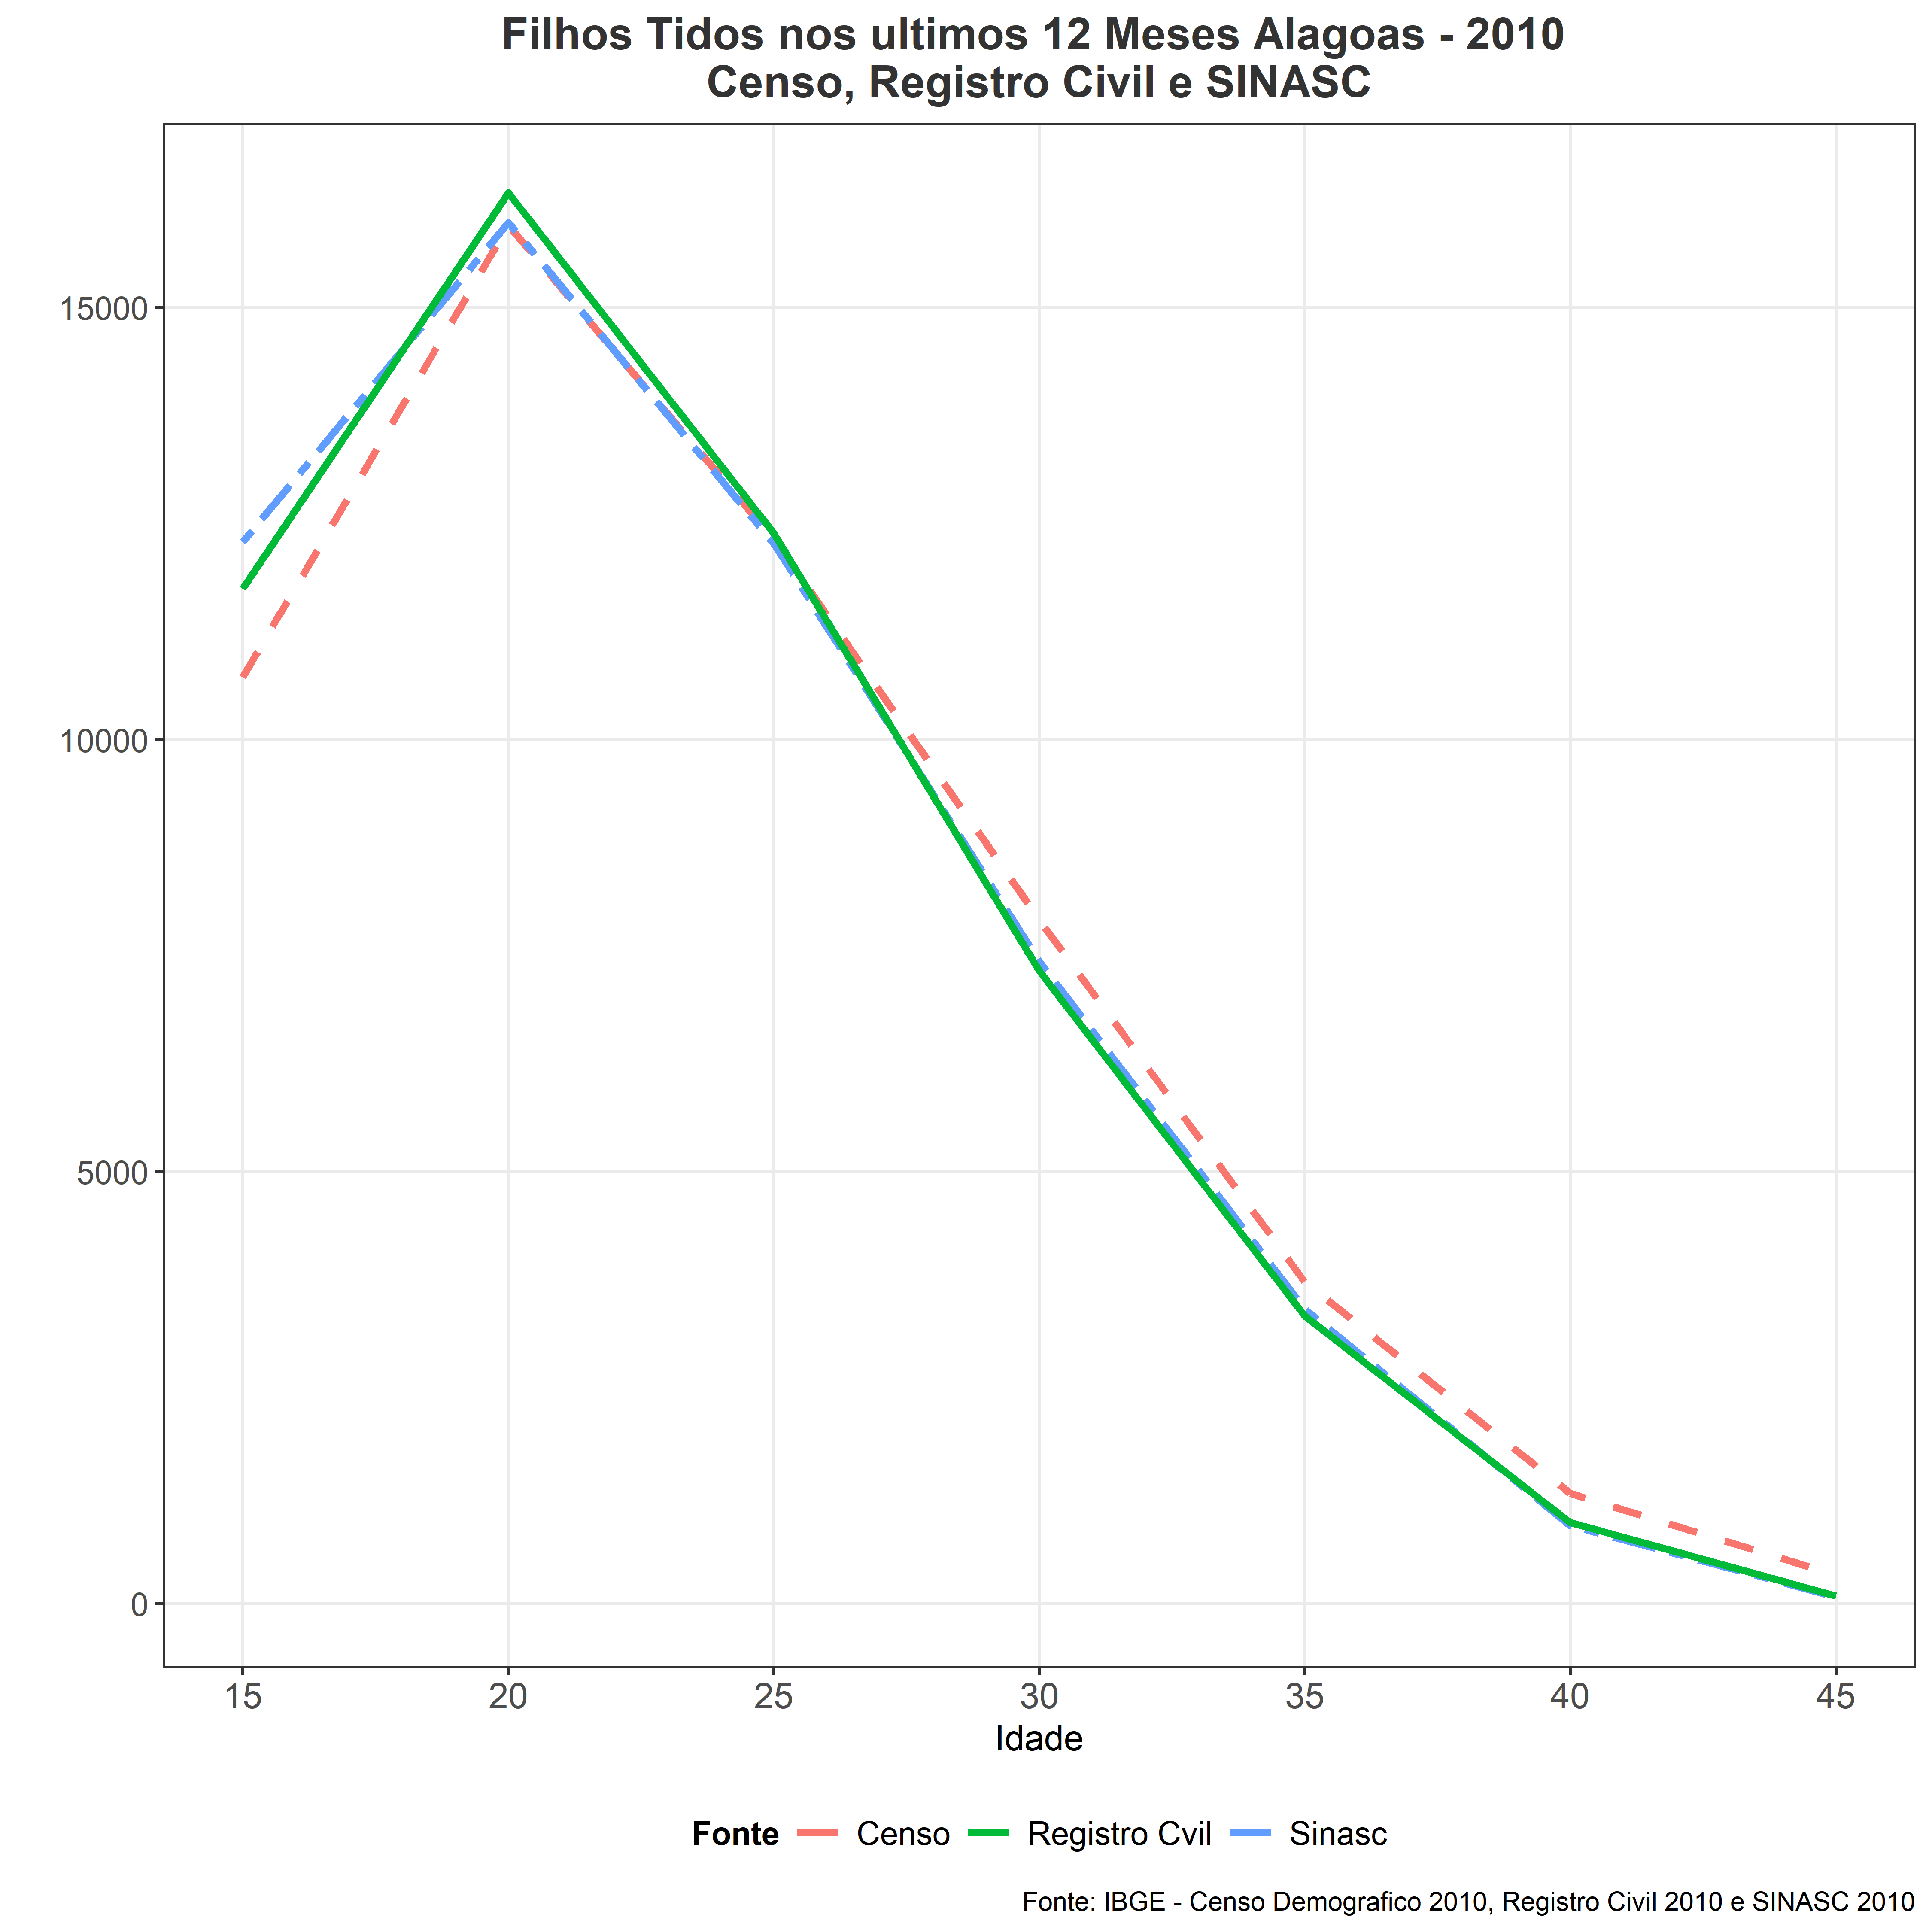 Filhos Tidos nos ultimos 12 Meses Alagoas - 2010
Censo, Registro Civil e SINASC
15000
10000
5000
0
15 20 25 30 35 40 45
Idade
Fonte Censo Registro Cvil Sinasc
Fonte: IBGE - Censo Demografico 2010, Registro Civil 2010 e SINASC 2010